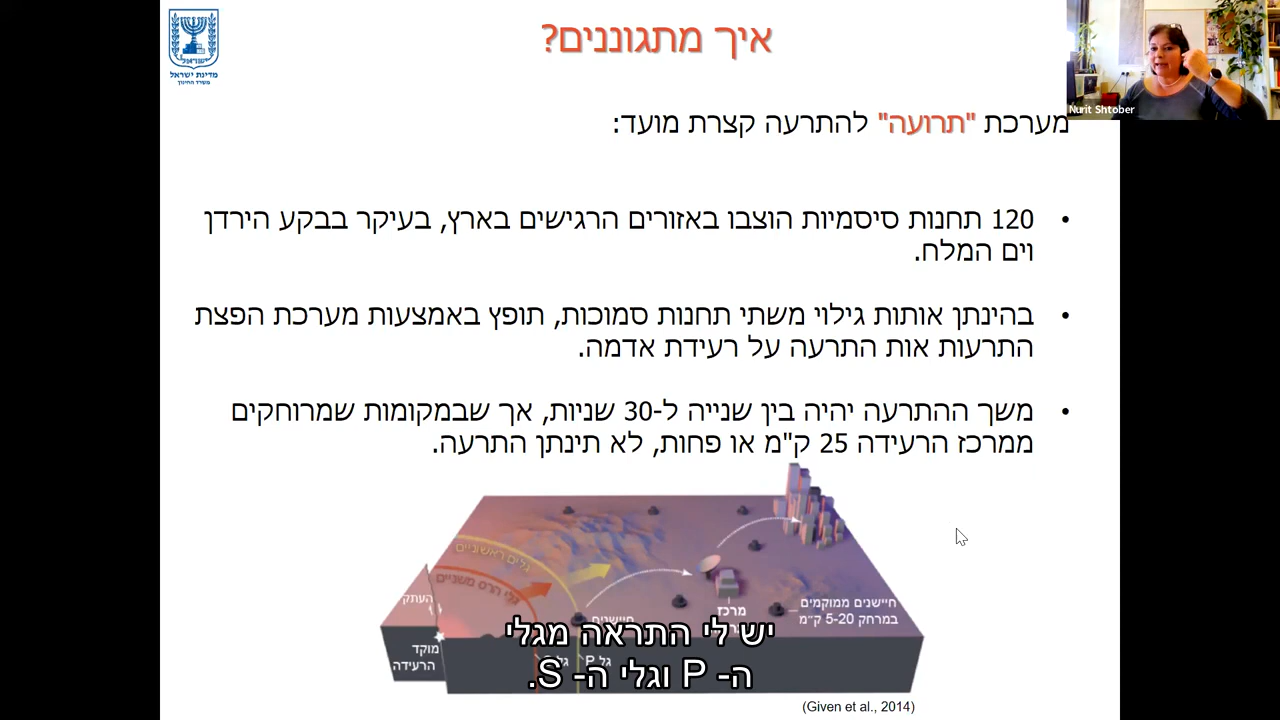 איך מתגוננים?
מדינת ישראל
משרד החינוך
Nurit Shtober
מערכת "תרועה" להתרעה קצרת מועד:
• 120 תחנות סיסמיות הוצבו באזורים הרגישים בארץ, בעיקר בבקע הירדן
וים המלח.
• בהינתן אותות גילוי משתי תחנות סמוכות, תופץ באמצעות מערכת הפצת
התרעות אות התרעה על רעידת אדמה.
• משך ההתרעה יהיה בין שנייה ל-30 שניות, אך שבמקומות שמרוחקים
ממרכז הרעידה 25 ק"מ או פחות, לא תינתן התרעה.
גלים ראשוניים
גלי הרס משניים
העתק
חיישנים
מרכז
חיישנים ממוקמים
במרחק 5-20 ק"מ
מוקד
הרעידה
גל P
יש לי התראה מגלי
ה- P וגלי ה- S.
(Given et al., 2014)